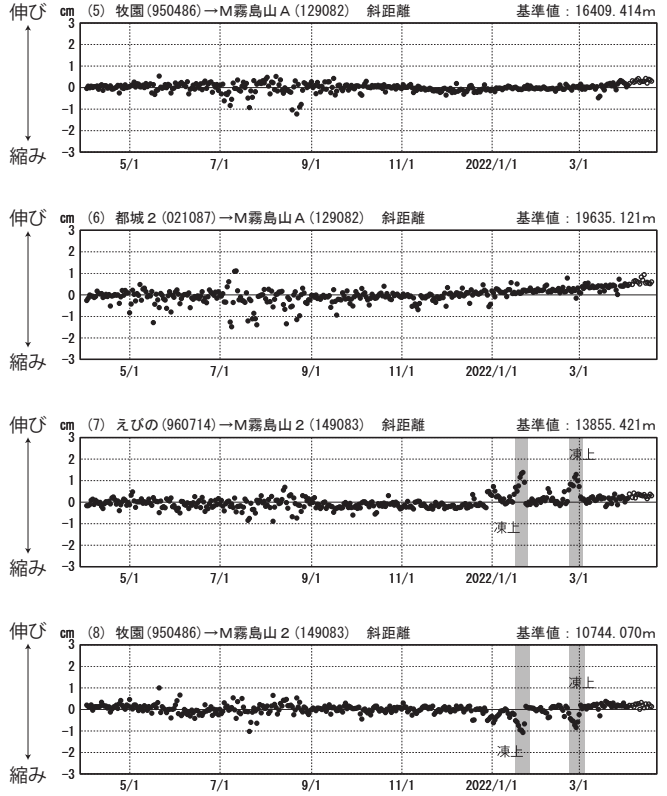 伸び cm (5) 牧園(950486)→M霧島山A(129082) 斜距離 基準値:16409.414m
3
2
1
0
-1
-2
縮み -3
5/1 7/1 9/1 11/1 2022/1/1 3/1
伸び cm (6) 都城2(021087)→M霧島山A(129082) 斜距離 基準値:19635.121m
3
2
1
0
-1
-2
縮み -3
5/1 7/1 9/1 11/1 2022/1/1 3/1
伸び cm (7) えびの(960714)→M霧島山2(149083) 斜距離 基準値:13855.421m
3
凍上
2
1
0
-1
凍上
-2
縮み -3
5/1 7/1 9/1 11/1 2022/1/1 3/1
伸び cm (8) 牧園(950486)→M霧島山2(149083) 斜距離 基準値:10744.070m
3
2
1
凍上
0
-1
-2
凍上
縮み -3
5/1 7/1 9/1 11/1 2022/1/1 3/1